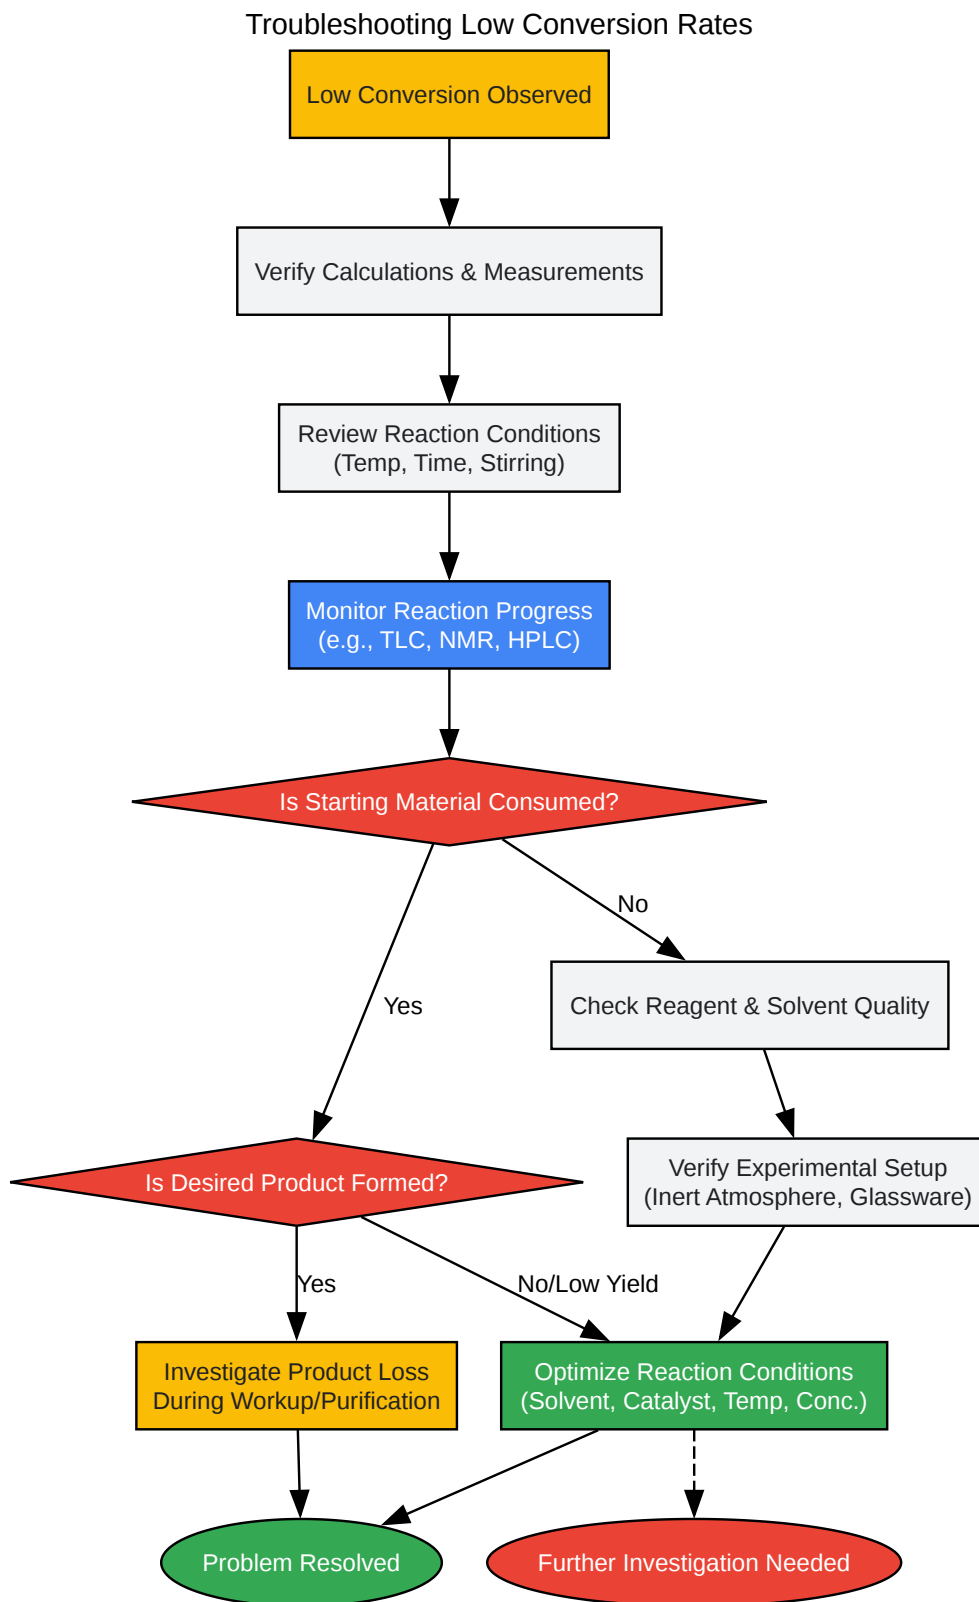 Troubleshooting Low Conversion Rates
Low Conversion Observed
Verify Calculations & Measurements
Review Reaction Conditions
(Temp, Time, Stirring)
Monitor Reaction Progress
(e.g., TLC, NMR, HPLC)
Is Starting Material Consumed?
No
Yes
Check Reagent & Solvent Quality
Is Desired Product Formed?
Verify Experimental Setup
(Inert Atmosphere, Glassware)
Yes
No/Low Yield
Investigate Product Loss
During Workup/Purification
Optimize Reaction Conditions
(Solvent, Catalyst, Temp, Conc.)
Problem Resolved
Further Investigation Needed